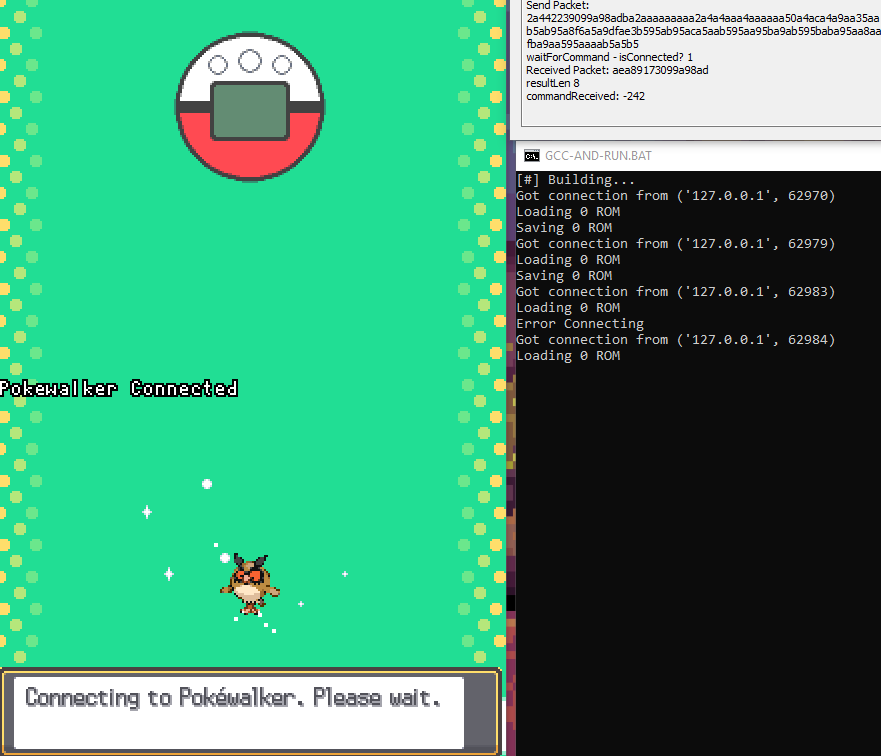 Send Packet:
2a442239099a98adba2aaaaaaaaa2a4a4aaa4aaaaaa50a4aca4a9aa35aa
b5ab95a8f6a5a9dfae3b595ab95aca5aab595aa95ba9ab595baba95aa8aa
fba9aa595aaaab5a5b5
waitForCommand - isConnected? 1
Received Packet: aea89173099a98ad
resultLen 8
commandReceived: -242
GCC-AND-RUN.BAT
[#] Building...
Got connection from ('127.0.0.1', 62970)
Loading 0 ROM
Saving 0 ROM
Got connection from ('127.0.0.1', 62979)
Loading 0 ROM
Saving 0 ROM
Got connection from ('127.0.0.1', 62983)
Loading 0 ROM
Error Connecting
Got connection from ('127.0.0.1', 62984)
Loading 0 ROM
Pokewalker Connected
Connecting to Pokéwalker. Please wait.